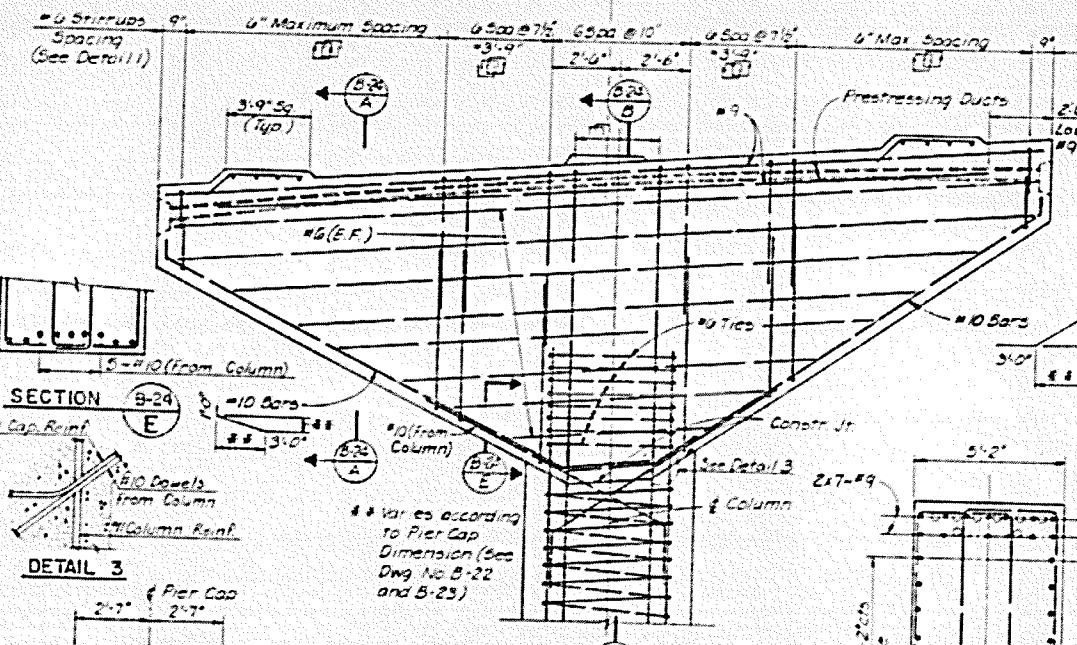 #6 Stirrups
Spacing
(See Detail 1)
9"
6" Maximum Spacing
6 Spa @ 7½"
=3'-9"
6 Spa @ 10"
2'-6"
2'-6"
6 Spa @ 7½"
=3'-9"
6" Max. Spacing
9"
B-24
A
B-24
B
3'-9" Sq
(Typ.)
#9
Prestressing Ducts
#9
#6 (E.F.)
#6 Ties
#10 Bars
3'-0"
**
5-#10 (From Column)
SECTION
B-24
E
#10 Bars
**
3'-0"
**
B-24
A
#10 (From
Column)
B-24
E
Constr. Jt.
See Detail 3
℄ Column
Cap Reinf.
#10 Dowels
from Column
Column Reinf.
DETAIL 3
** Varies according
to Pier Cap
Dimension (See
Dwg. No. B-22
and B-23)
5'-2"
2x7-#9
℄ Pier Cap
2'-7"
2'-7"